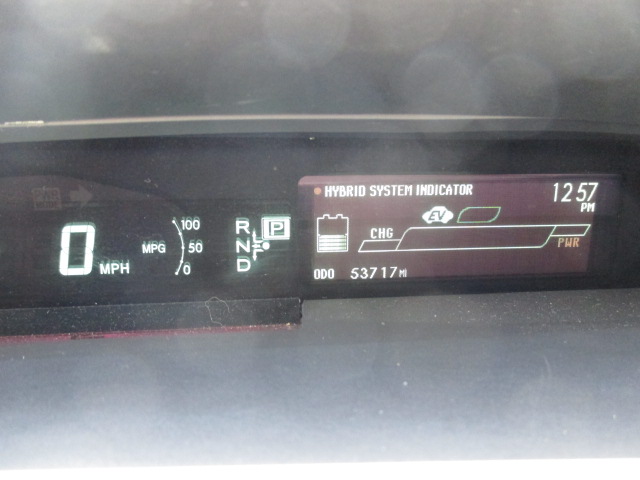 HYBRID SYSTEM INDICATOR 12:57
PM
EV
CHG
PWR
ODO 53717 MI
0 MPH
MPG 100
50
0
R P
N
D